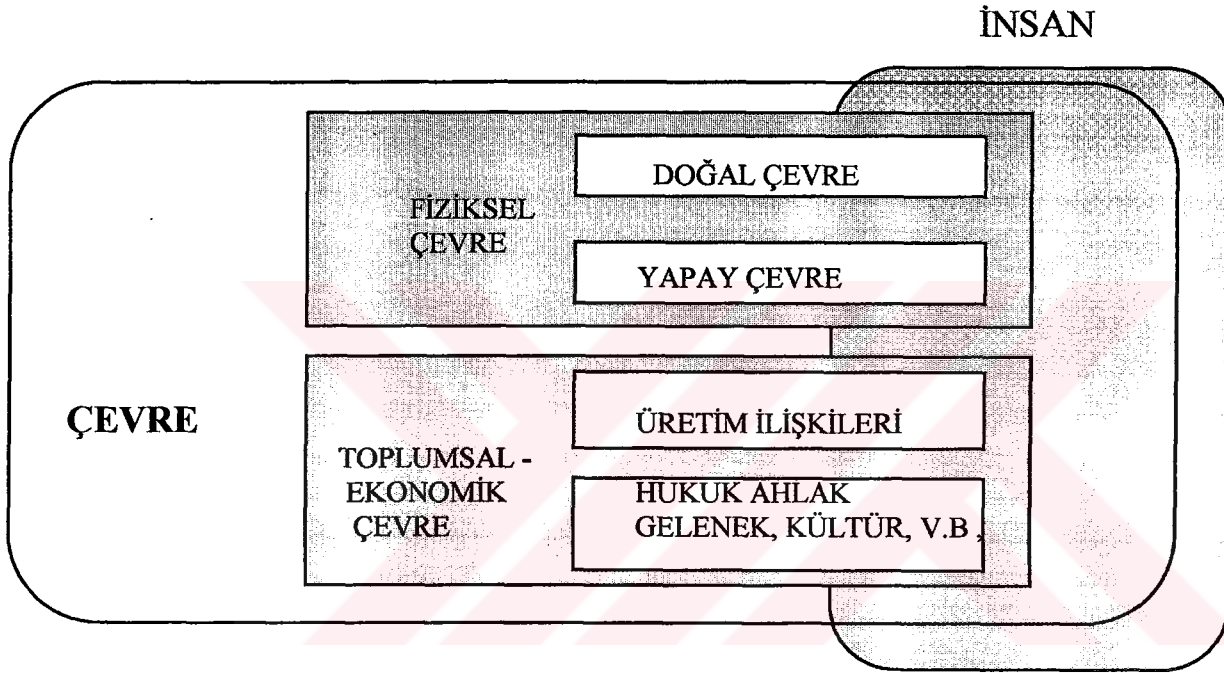 İNSAN
DOĞAL ÇEVRE
FİZİKSEL
ÇEVRE
YAPAY ÇEVRE
ÇEVRE
ÜRETİM İLİŞKİLERİ
TOPLUMSAL -
EKONOMİK
ÇEVRE
HUKUK AHLAK
GELENEK, KÜLTÜR, V.B ,